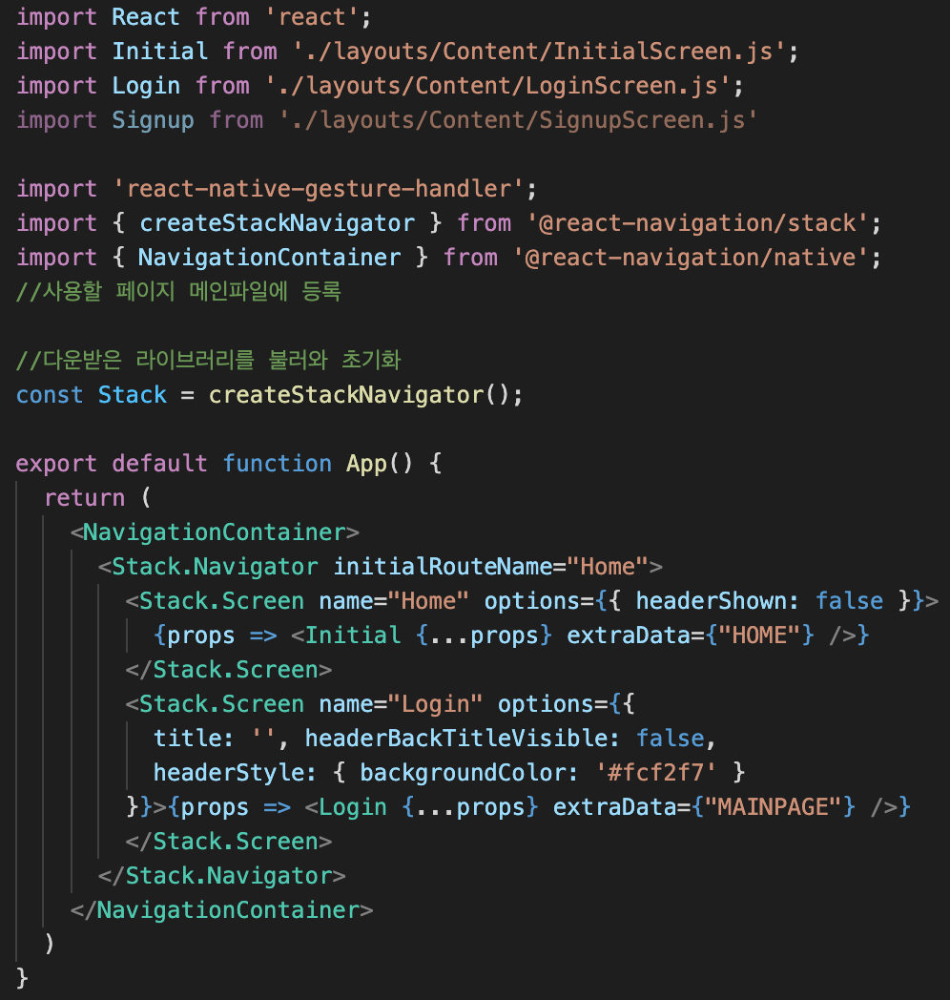 import React from 'react';
import Initial from './layouts/Content/InitialScreen.js';
import Login from './layouts/Content/LoginScreen.js';
import Signup from './layouts/Content/SignupScreen.js'

import 'react-native-gesture-handler';
import { createStackNavigator } from '@react-navigation/stack';
import { NavigationContainer } from '@react-navigation/native';
//사용할 페이지 메인파일에 등록

//다운받은 라이브러리를 불러와 초기화
const Stack = createStackNavigator();

export default function App() {
  return (
    <NavigationContainer>
      <Stack.Navigator initialRouteName="Home">
        <Stack.Screen name="Home" options={{ headerShown: false }}>
          {props => <Initial {...props} extraData={"HOME"} />}
        </Stack.Screen>
        <Stack.Screen name="Login" options={{
          title: '', headerBackTitleVisible: false,
          headerStyle: { backgroundColor: '#fcf2f7' }
        }}>{props => <Login {...props} extraData={"MAINPAGE"} />}
        </Stack.Screen>
      </Stack.Navigator>
    </NavigationContainer>
  )
}